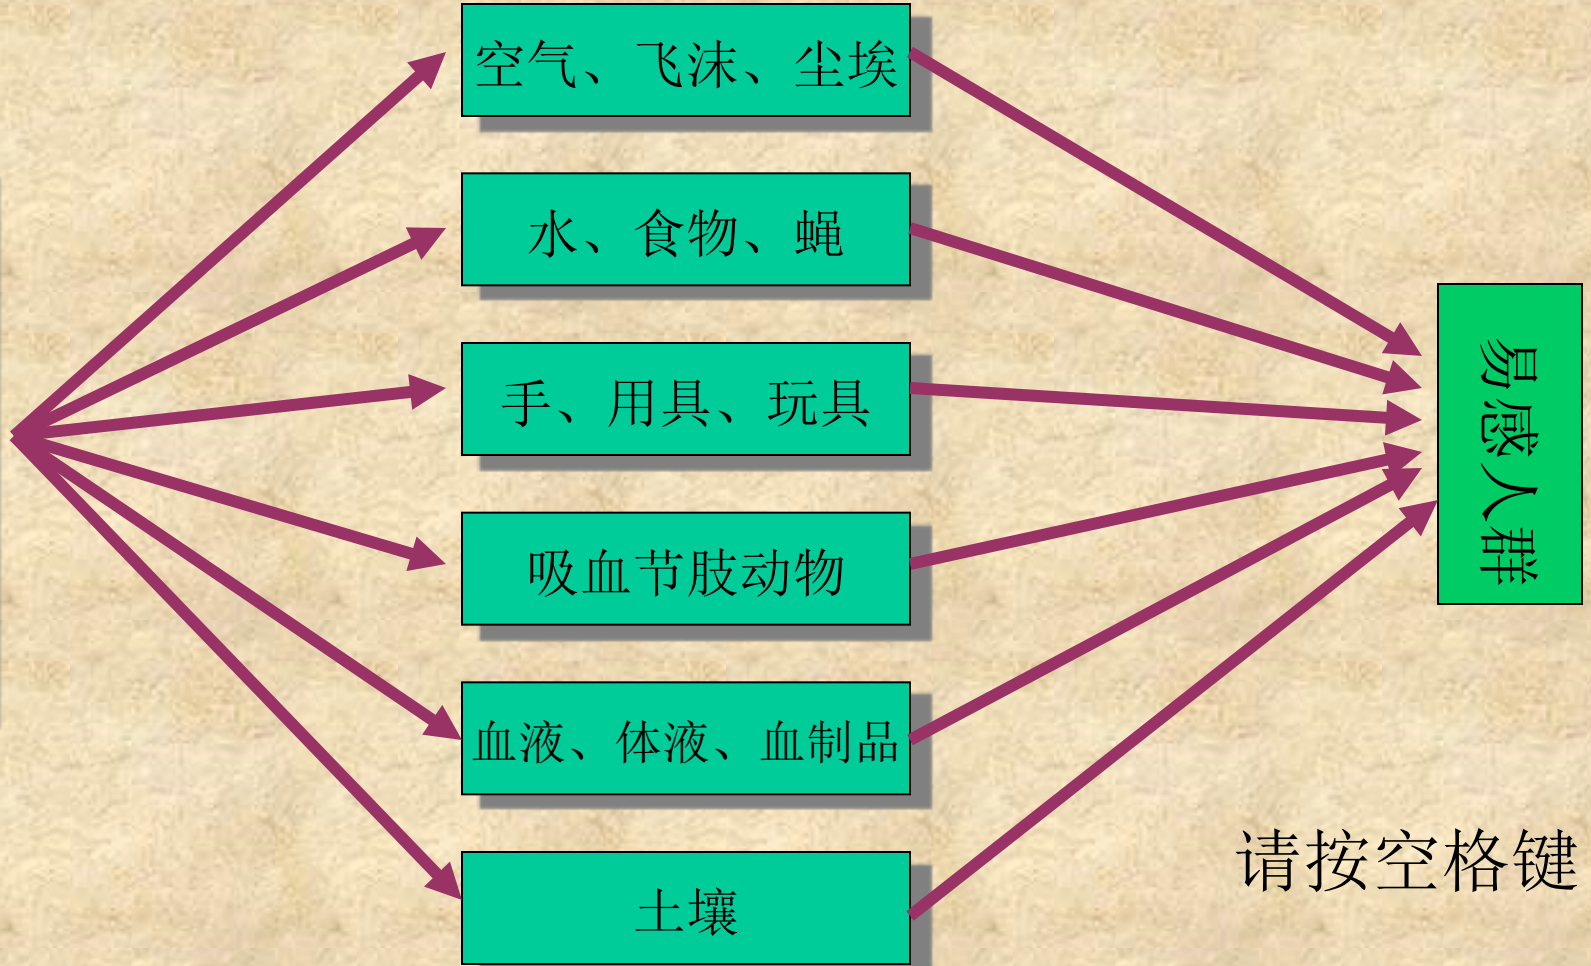 空气、飞沫、尘埃
水、食物、蝇
手、用具、玩具
吸血节肢动物
血液、体液、血制品
土壤
易感人群
请按空格键